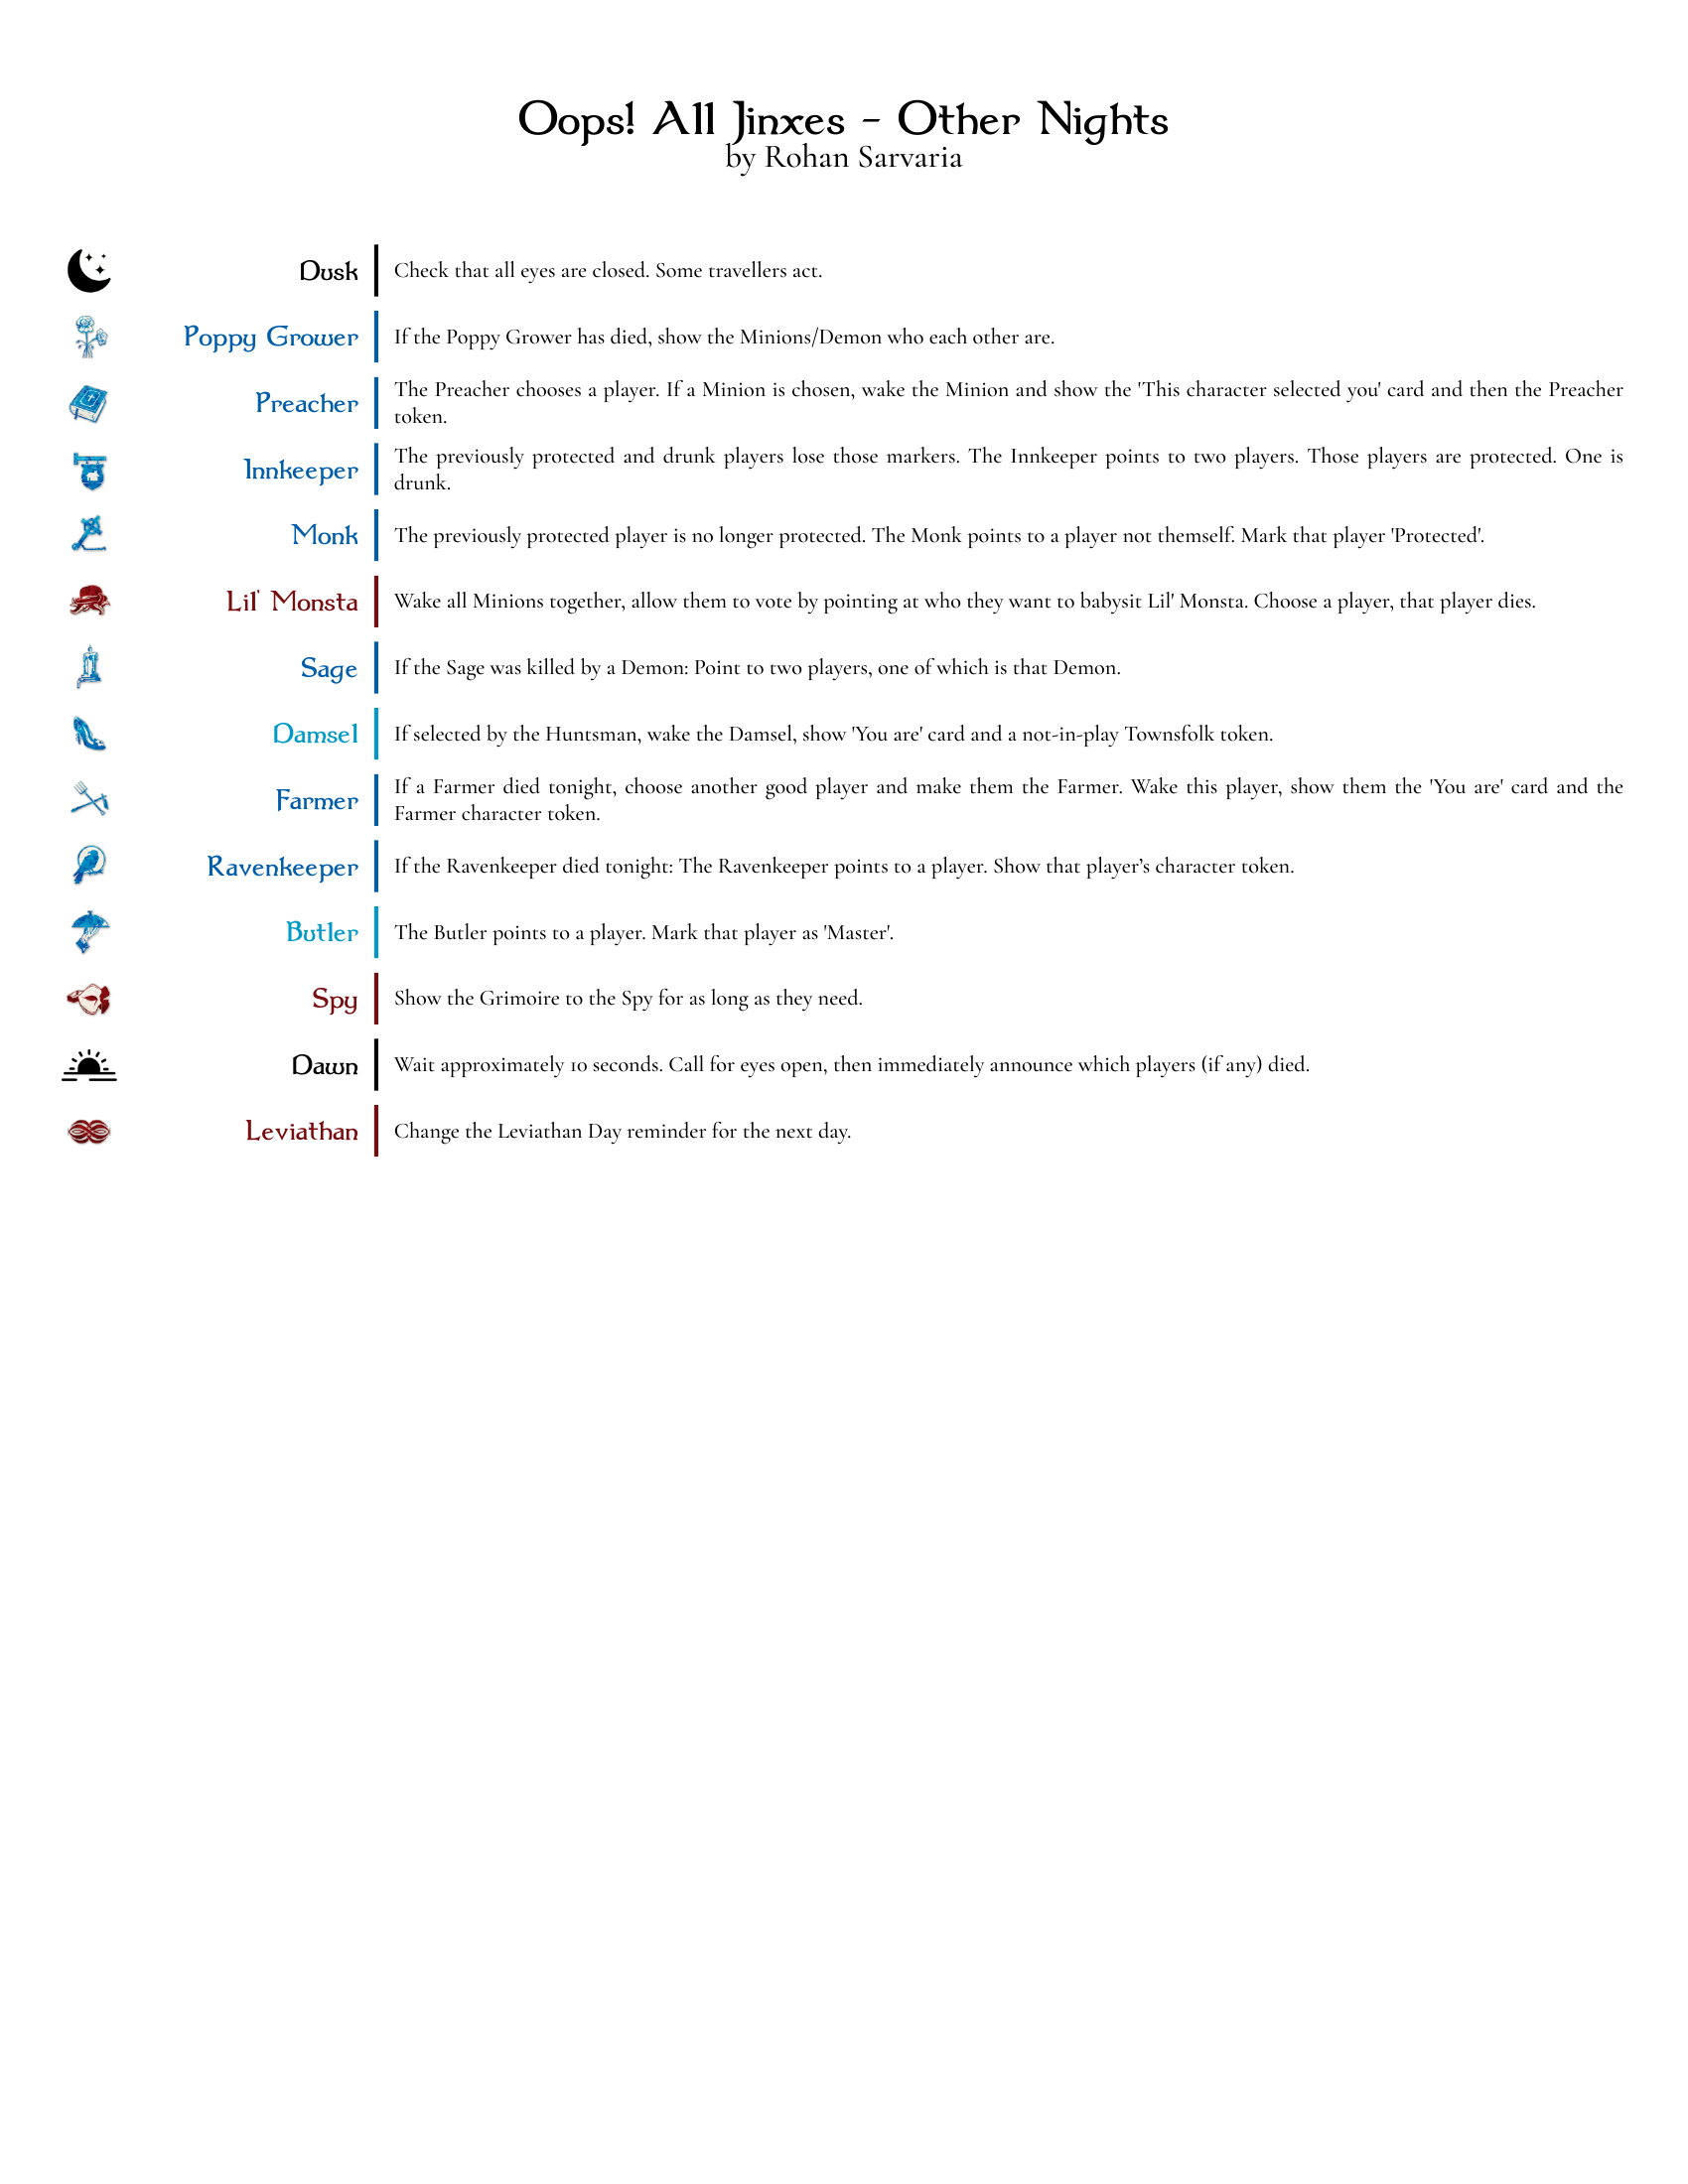 Oops! All Jinxes - Other Nights
by Rohan Sarvaria
Dusk
Check that all eyes are closed. Some travellers act.
Poppy Grower
If the Poppy Grower has died, show the Minions/Demon who each other are.
Preacher
The Preacher chooses a player. If a Minion is chosen, wake the Minion and show the 'This character selected you' card and then the Preacher
token.
Innkeeper
The previously protected and drunk players lose those markers. The Innkeeper points to two players. Those players are protected. One is
drunk.
Monk
The previously protected player is no longer protected. The Monk points to a player not themself. Mark that player 'Protected'.
Lil' Monsta
Wake all Minions together, allow them to vote by pointing at who they want to babysit Lil' Monsta. Choose a player, that player dies.
Sage
If the Sage was killed by a Demon: Point to two players, one of which is that Demon.
Damsel
If selected by the Huntsman, wake the Damsel, show 'You are' card and a not-in-play Townsfolk token.
Farmer
If a Farmer died tonight, choose another good player and make them the Farmer. Wake this player, show them the 'You are' card and the
Farmer character token.
Ravenkeeper
If the Ravenkeeper died tonight: The Ravenkeeper points to a player. Show that player’s character token.
Butler
The Butler points to a player. Mark that player as 'Master'.
Spy
Show the Grimoire to the Spy for as long as they need.
Dawn
Wait approximately 10 seconds. Call for eyes open, then immediately announce which players (if any) died.
Leviathan
Change the Leviathan Day reminder for the next day.